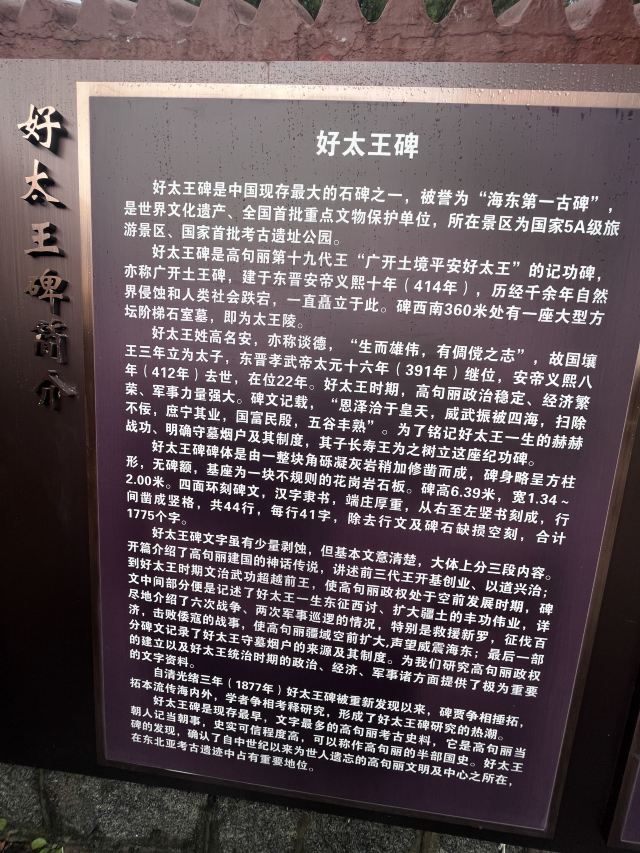 好太王碑简介
好太王碑
好太王碑是中国现存最大的石碑之一，被誉为“海东第一古碑”，
是世界文化遗产、全国首批重点文物保护单位，所在景区为国家5A级旅
游景区、国家首批考古遗址公园。
好太王碑是高句丽第十九代王“广开土境平安好太王”的记功碑，
亦称广开土王碑，建于东晋安帝义熙十年（414年），历经千余年自然
界侵蚀和人类社会跌宕，一直矗立于此。碑西南360米处有一座大型方
坛阶梯石室墓，即为太王陵。
好太王姓高名安，亦称谈德，“生而雄伟，有倜傥之志”，故国壤
王三年立为太子，东晋孝武帝太元十六年（391年）继位，安帝义熙八
年（412年）去世，在位22年。好太王时期，高句丽政治稳定、经济繁
荣、军事力量强大。碑文记载，“恩泽洽于皇天，威武振被四海，扫除
不佞，庶宁其业，国富民殷，五谷丰熟”。为了铭记好太王一生的赫赫
战功、明确守墓烟户及其制度，其子长寿王为之树立这座纪功碑。
好太王碑碑体是由一整块角砾凝灰岩稍加修凿而成，碑身略呈方柱
形，无碑额，基座为一块不规则的花岗岩石板。碑高6.39米，宽1.34～
2.00米。四面环刻碑文，汉字隶书，端庄厚重，从右至左竖书刻成，行
间凿成竖格，共44行，每行41字，除去行文及碑石缺损空刻，合计
1775个字。
好太王碑文字虽有少量剥蚀，但基本文意清楚，大体上分三段内容。
开篇介绍了高句丽建国的神话传说，讲述前三代王开基创业、以道兴治；
到好太王时期文治武功超越前王，使高句丽政权处于空前发展时期，碑
文中间部分便是记述了好太王一生东征西讨、扩大疆土的丰功伟业，详
尽地介绍了六次战争、两次军事巡逻的情况，特别是救援新罗，征伐百
济，击败倭寇的战事，使高句丽疆域空前扩大,声望威震海东；最后一部
分碑文记录了好太王守墓烟户的来源及其制度。为我们研究高句丽政权
的建立以及好太王统治时期的政治、经济、军事诸方面提供了极为重要
的文字资料。
自清光绪三年（1877年）好太王碑被重新发现以来，碑贾争相捶拓，
拓本流传海内外，学者争相考释研究，形成了好太王碑研究的热潮。
好太王碑是现存最早，文字最多的高句丽考古史料，它是高句丽当
朝人记当朝事，史实可信程度高，可以称作高句丽的半部国史。好太王
碑的发现，确认了自中世纪以来为世人遗忘的高句丽文明及中心之所在，
在东北亚考古遗迹中占有重要地位。